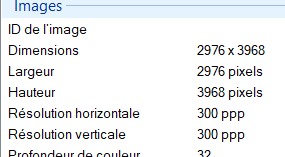 Images
ID de l'image
Dimensions 2976 x 3968
Largeur 2976 pixels
Hauteur 3968 pixels
Résolution horizontale 300 ppp
Résolution verticale 300 ppp
Profondeur de couleur 32